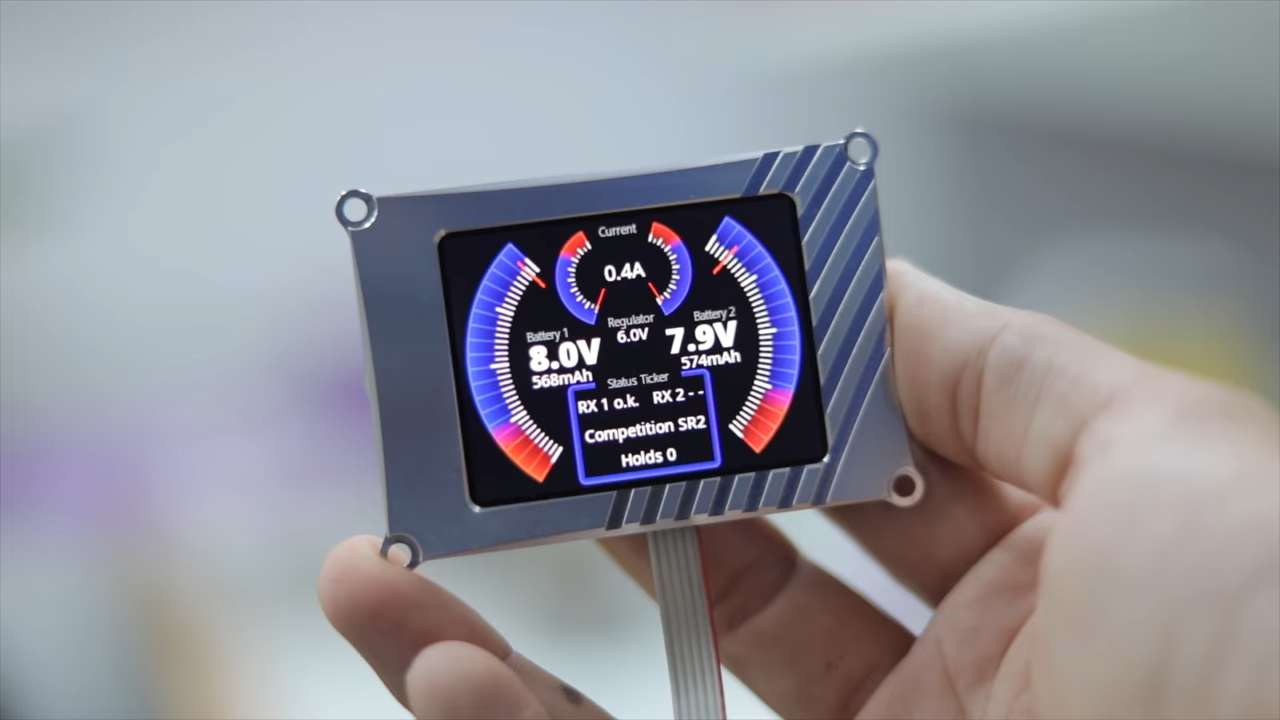 Current
0.4A
Battery 1
8.0V
568mAh
Regulator
6.0V
Battery 2
7.9V
574mAh
Status Ticker
RX 1 o.k. RX 2 - -
Competition SR2
Holds 0